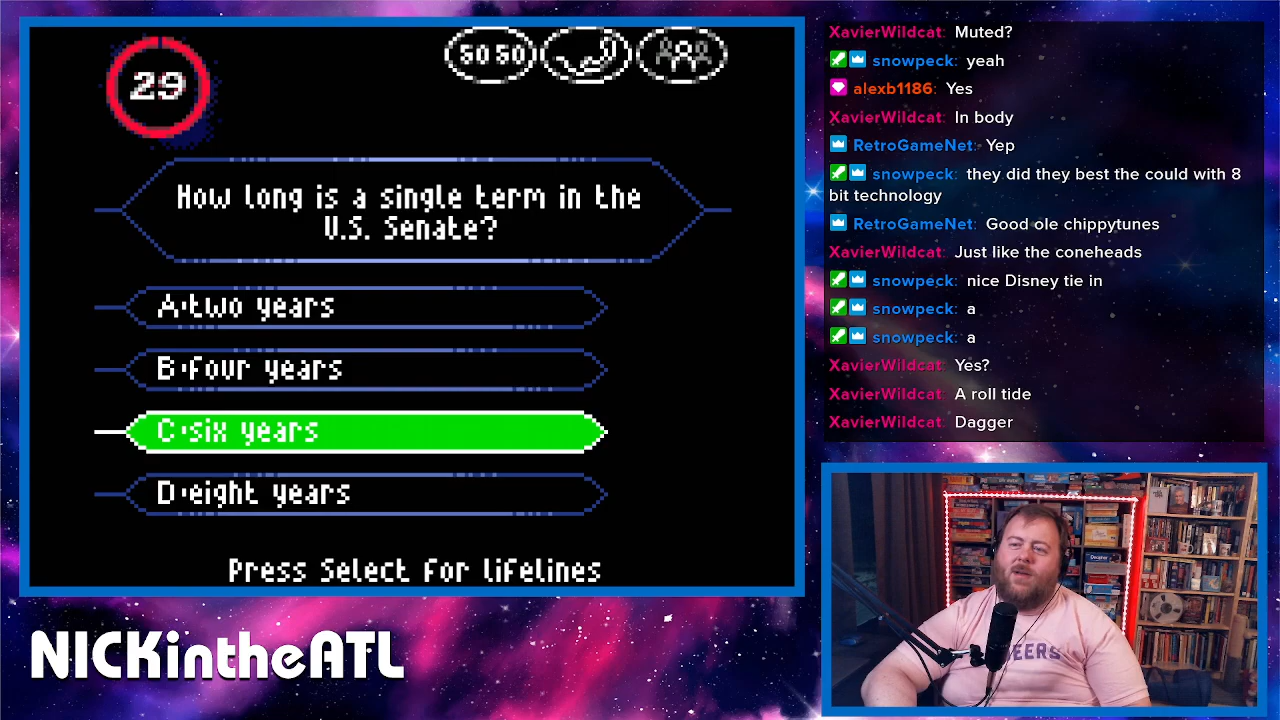 29
50 50
How long is a single term in the
U.S. Senate?
A•two years
B•four years
C•six years
D•eight years
Press Select for lifelines
NICKintheATL
XavierWildcat: Muted?
snowpeck: yeah
alexb1186: Yes
XavierWildcat: In body
RetroGameNet: Yep
snowpeck: they did they best the could with 8
bit technology
RetroGameNet: Good ole chippytunes
XavierWildcat: Just like the coneheads
snowpeck: nice Disney tie in
snowpeck: a
snowpeck: a
XavierWildcat: Yes?
XavierWildcat: A roll tide
XavierWildcat: Dagger